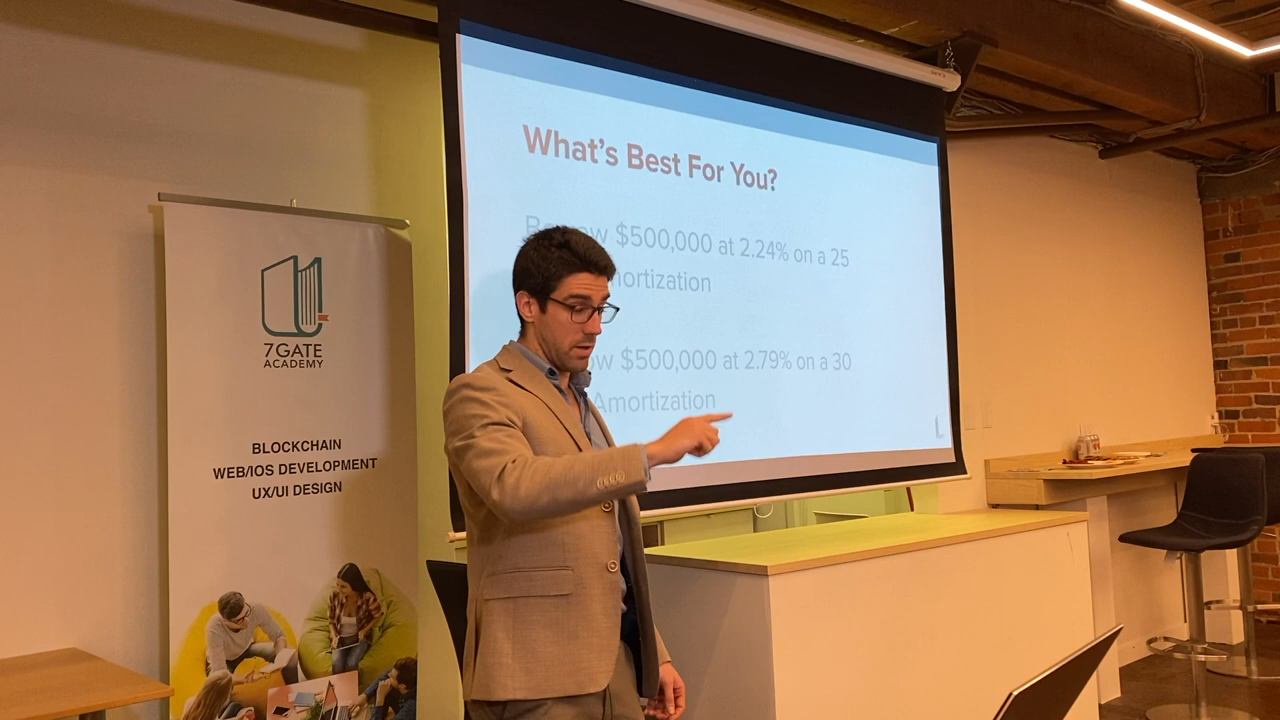 What's Best For You?
$500,000 at 2.24% on a 25
$500,000 at 2.79% on a 30
Amortization
7GATE
ACADEMY
BLOCKCHAIN
WEB/IOS DEVELOPMENT
UX/UI DESIGN